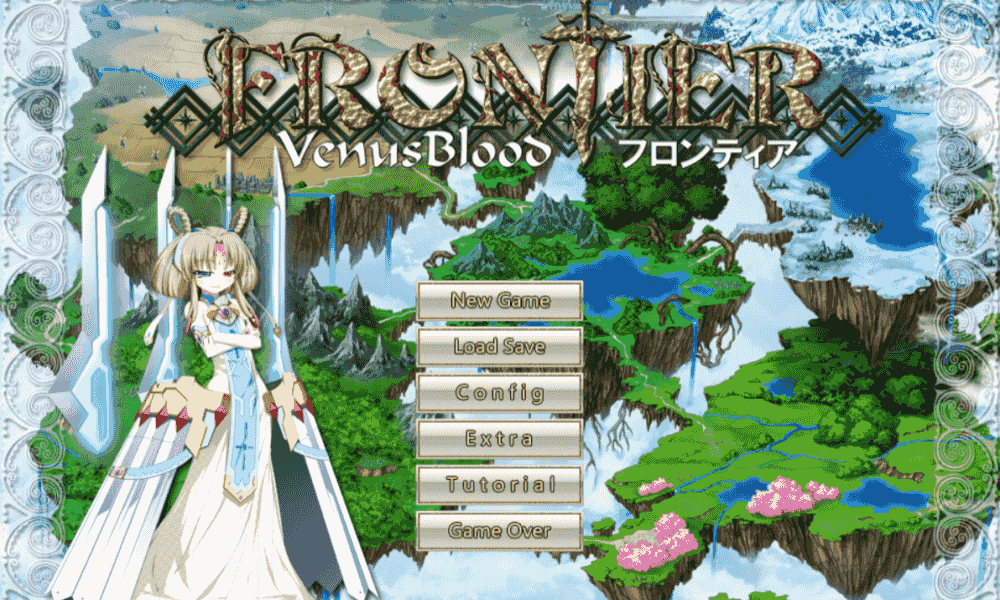 FRONTIER
VenusBlood フロンティア
New Game
Load Save
Config
Extra
Tutorial
Game Over